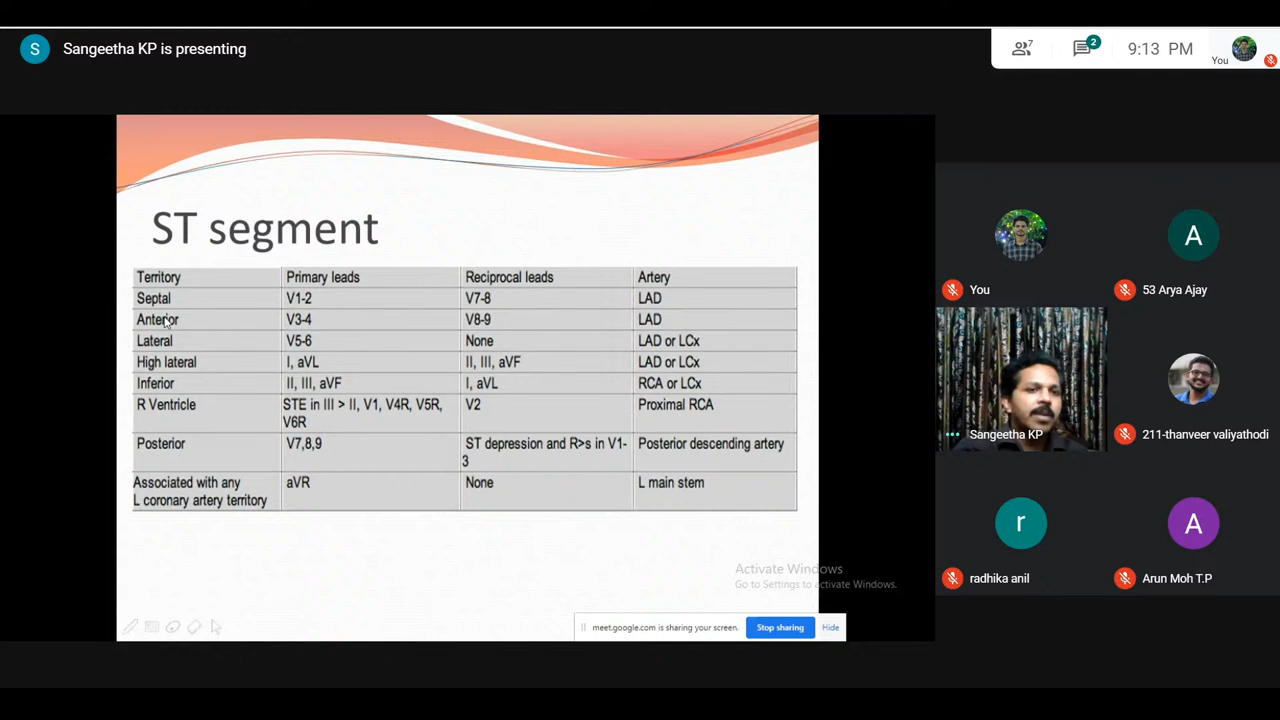 S Sangeetha KP is presenting
7 2 9:13 PM You
ST segment
Territory Primary leads Reciprocal leads Artery
Septal V1-2 V7-8 LAD
Anterior V3-4 V8-9 LAD
Lateral V5-6 None LAD or LCx
High lateral I, aVL II, III, aVF LAD or LCx
Inferior II, III, aVF I, aVL RCA or LCx
R Ventricle STE in III > II, V1, V4R, V5R, V2 Proximal RCA
V6R
Posterior V7,8,9 ST depression and R>s in V1- Posterior descending artery
3
Associated with any aVR None L main stem
L coronary artery territory
Activate Windows
Go to Settings to activate Windows.
meet.google.com is sharing your screen. Stop sharing Hide
A
You 53 Arya Ajay
Sangeetha KP 211-thanveer valiyathodi
r A
radhika anil Arun Moh T.P